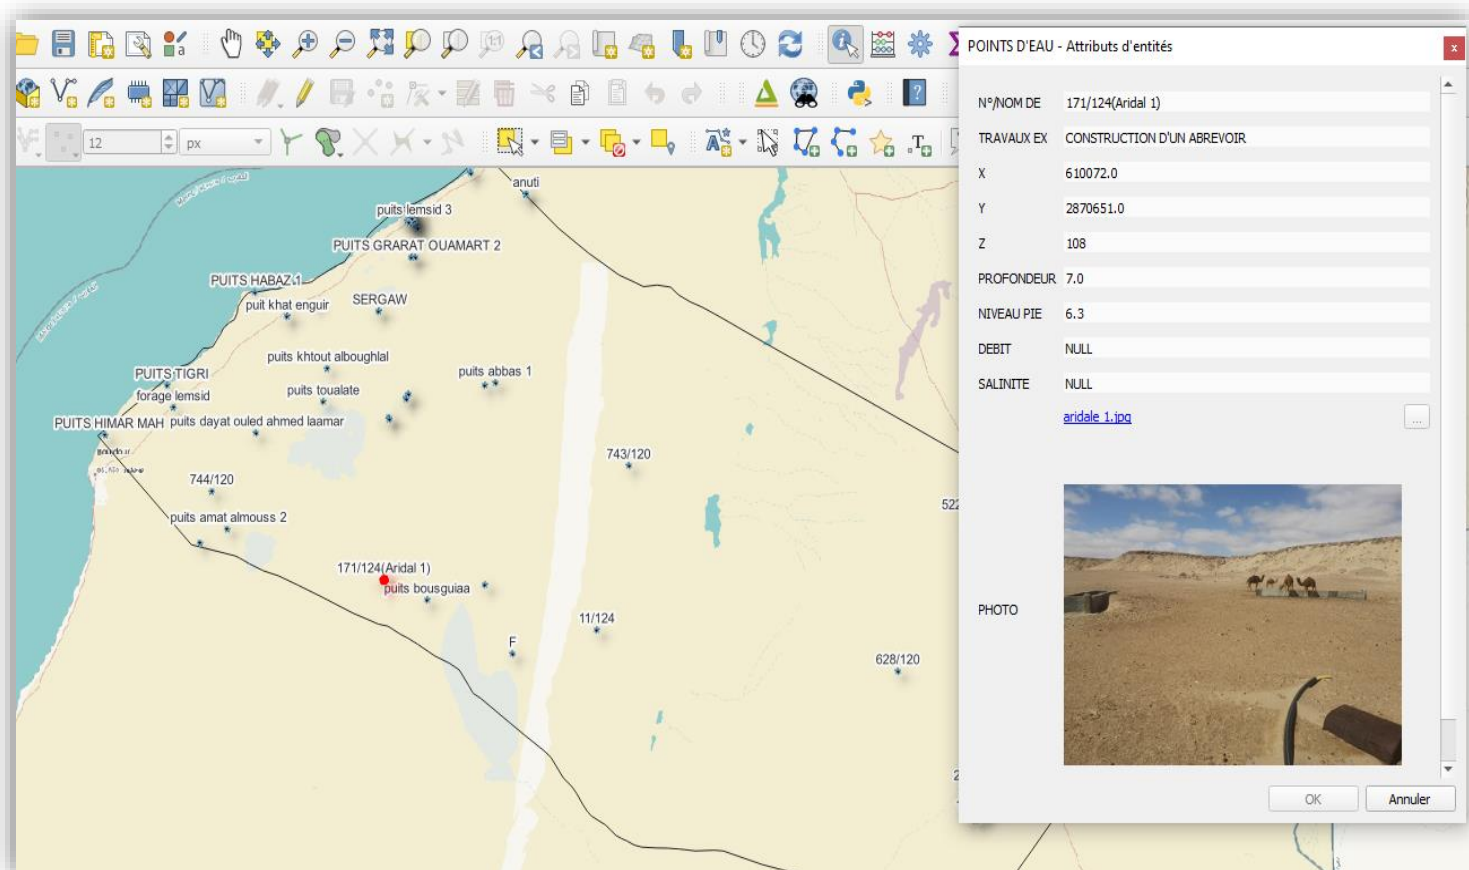 a
1:1
12
px
T
?
anuti
puits lemsid 3
PUITS GRARAT OUAMART 2
PUITS HABAZ 1
puit khat enguir
SERGAW
puits khtout alboughlal
PUITS TIGRI
puits toualate
puits abbas 1
forage lemsid
PUITS HIMAR MAH
puits dayat ouled ahmed laamar
743/120
744/120
522
puits amat almouss 2
171/124(Aridal 1)
puits bousguiaa
11/124
F
628/120
2
POINTS D'EAU - Attributs d'entités
x
N°/NOM DE 171/124(Aridal 1)
TRAVAUX EX CONSTRUCTION D'UN ABREVOIR
X 610072.0
Y 2870651.0
Z 108
PROFONDEUR 7.0
NIVEAU PIE 6.3
DEBIT NULL
SALINITE NULL
aridale 1.jpg
...
PHOTO
OK Annuler